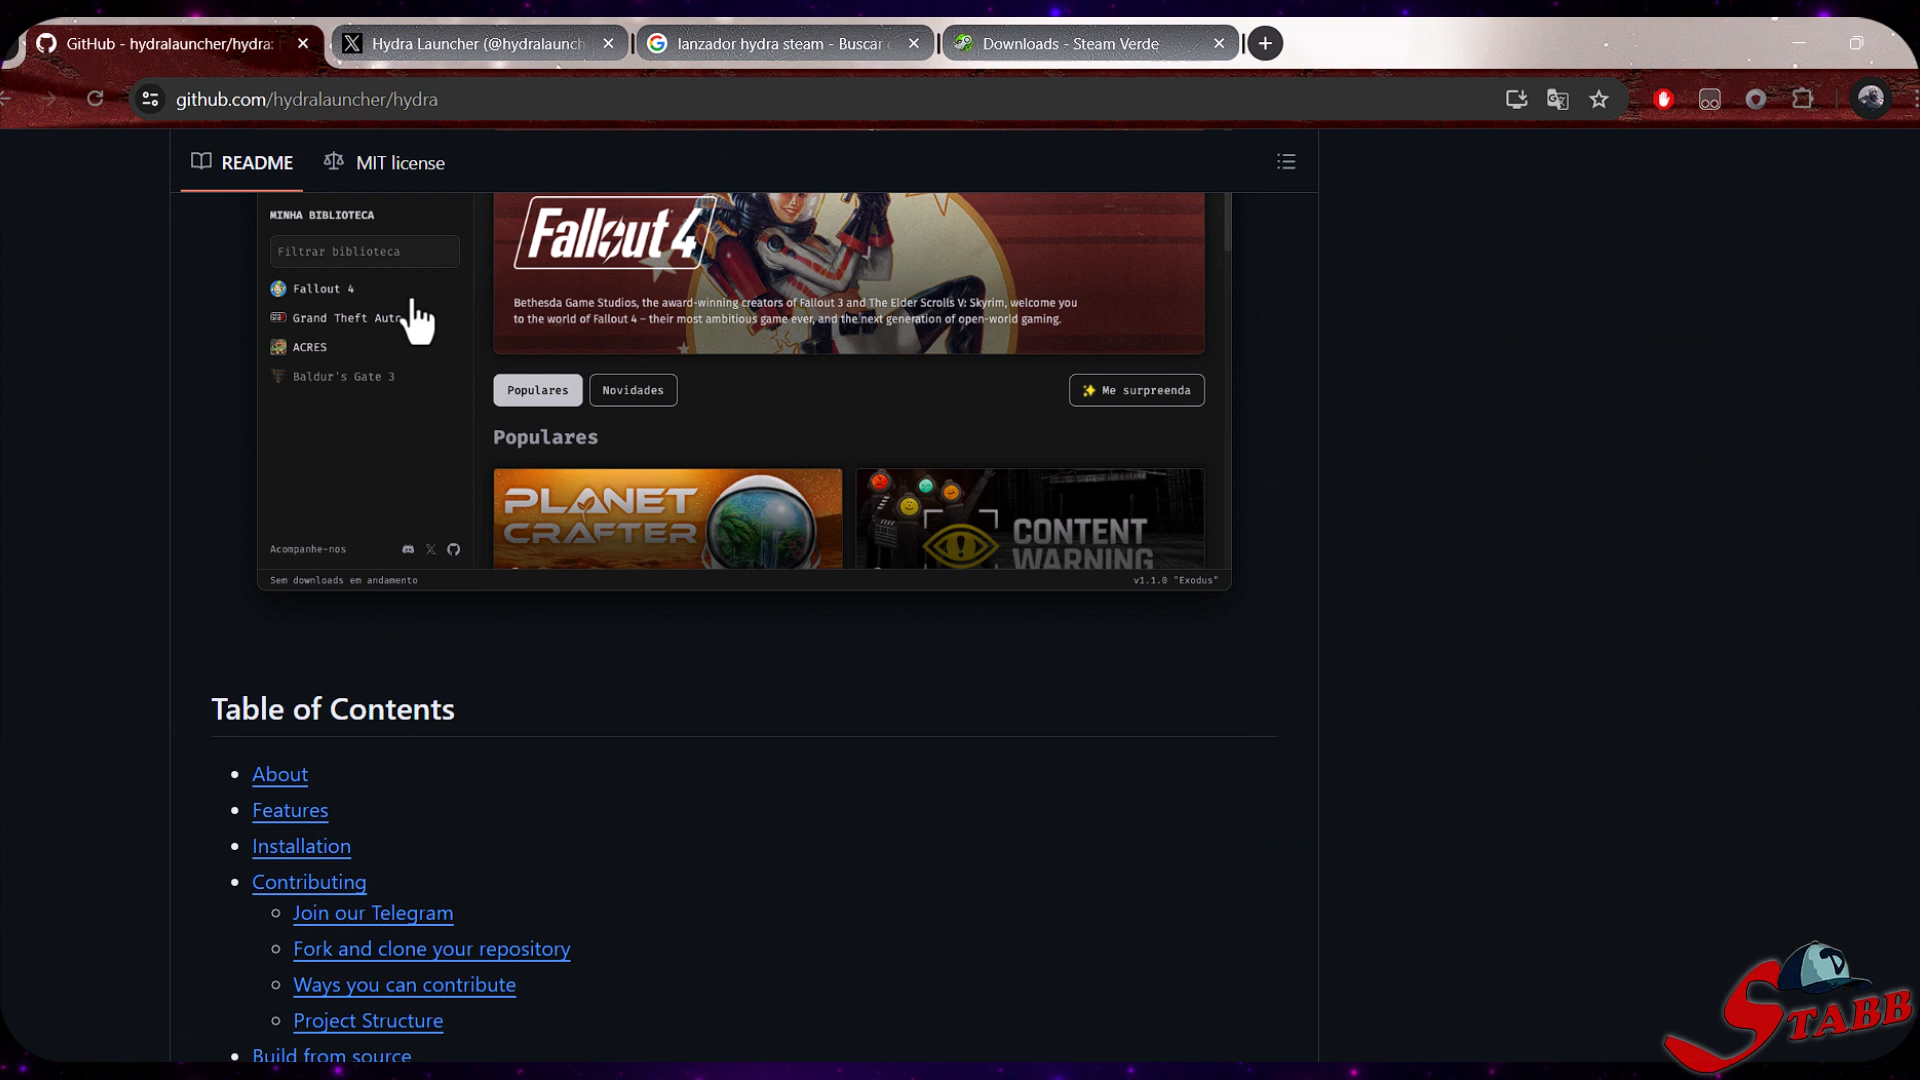 GitHub - hydralauncher/hydra:
Hydra Launcher (@hydralaunch
lanzador hydra steam - Buscar
Downloads - Steam Verde
github.com/hydralauncher/hydra
README
MIT license
MINHA BIBLIOTECA
Filtrar biblioteca
Fallout 4
Grand Theft Auto
ACRES
Baldur's Gate 3
Acompanhe-nos
Sem downloads em andamento
Fallout 4
Bethesda Game Studios, the award-winning creators of Fallout 3 and The Elder Scrolls V: Skyrim, welcome you
to the world of Fallout 4 – their most ambitious game ever, and the next generation of open-world gaming.
Populares
Novidades
Me surpreenda
Populares
PLANET
CRAFTER
CONTENT
WARNING
v1.1.0 "Exodus"
Table of Contents
About
Features
Installation
Contributing
Join our Telegram
Fork and clone your repository
Ways you can contribute
Project Structure
Build from source
STABB